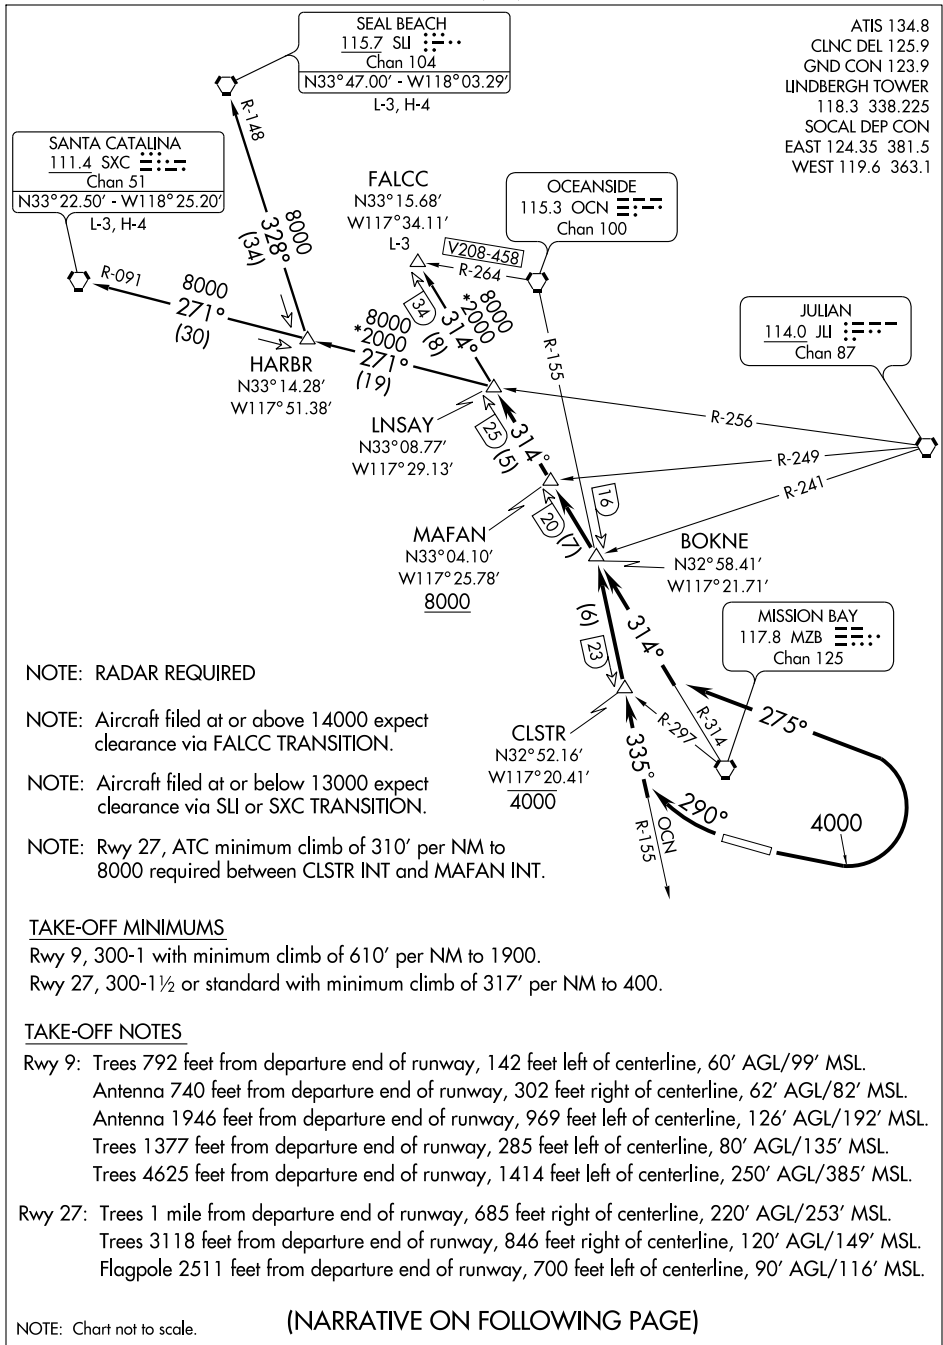 SEAL BEACH
115.7 SLI
Chan 104
N33°47.00′ - W118°03.29′
L-3, H-4
ATIS 134.8
CLNC DEL 125.9
GND CON 123.9
LINDBERGH TOWER
118.3 338.225
SOCAL DEP CON
EAST 124.35 381.5
WEST 119.6 363.1
SANTA CATALINA
111.4 SXC
Chan 51
N33°22.50′ - W118°25.20′
L-3, H-4
R-148
8000
328°
(34)
R-091
8000
271°
(30)
FALCC
N33°15.68′
W117°34.11′
L-3
OCEANSIDE
115.3 OCN
Chan 100
V208-458
R-264
R-155
JULIAN
114.0 JLI
Chan 87
HARBR
N33°14.28′
W117°51.38′
8000
*2000
271°
(19)
34
8000
*2000
314°
(8)
LNSAY
N33°08.77′
W117°29.13′
R-256
R-249
R-241
25
314°
(5)
MAFAN
N33°04.10′
W117°25.78′
8000
20
(7)
16
BOKNE
N32°58.41′
W117°21.71′
(6)
23
314°
MISSION BAY
117.8 MZB
Chan 125
CLSTR
N32°52.16′
W117°20.41′
4000
R-297
R-314
275°
335°
290°
4000
OCN
R-155
NOTE: RADAR REQUIRED
NOTE: Aircraft filed at or above 14000 expect
clearance via FALCC TRANSITION.
NOTE: Aircraft filed at or below 13000 expect
clearance via SLI or SXC TRANSITION.
NOTE: Rwy 27, ATC minimum climb of 310′ per NM to
8000 required between CLSTR INT and MAFAN INT.
TAKE-OFF MINIMUMS
Rwy 9, 300-1 with minimum climb of 610′ per NM to 1900.
Rwy 27, 300-1½ or standard with minimum climb of 317′ per NM to 400.
TAKE-OFF NOTES
Rwy 9: Trees 792 feet from departure end of runway, 142 feet left of centerline, 60′ AGL/99′ MSL.
Antenna 740 feet from departure end of runway, 302 feet right of centerline, 62′ AGL/82′ MSL.
Antenna 1946 feet from departure end of runway, 969 feet left of centerline, 126′ AGL/192′ MSL.
Trees 1377 feet from departure end of runway, 285 feet left of centerline, 80′ AGL/135′ MSL.
Trees 4625 feet from departure end of runway, 1414 feet left of centerline, 250′ AGL/385′ MSL.
Rwy 27: Trees 1 mile from departure end of runway, 685 feet right of centerline, 220′ AGL/253′ MSL.
Trees 3118 feet from departure end of runway, 846 feet right of centerline, 120′ AGL/149′ MSL.
Flagpole 2511 feet from departure end of runway, 700 feet left of centerline, 90′ AGL/116′ MSL.
NOTE: Chart not to scale.
(NARRATIVE ON FOLLOWING PAGE)